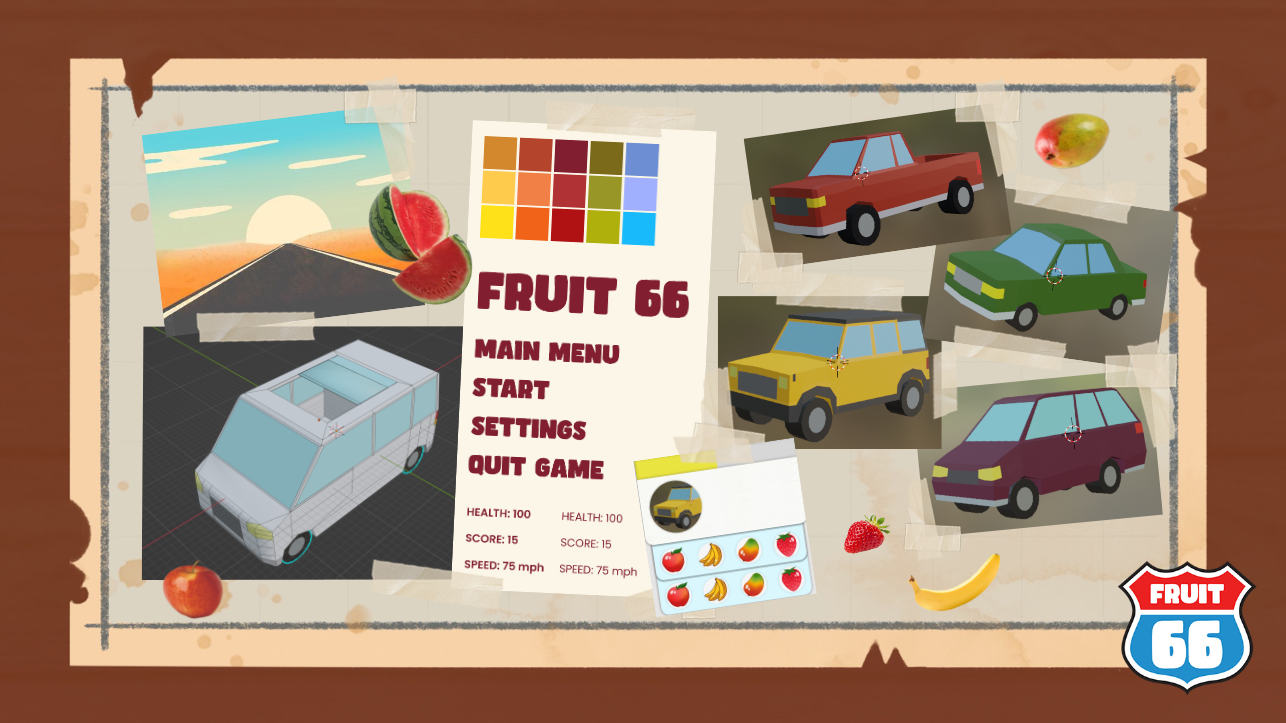 FRUIT 66
MAIN MENU
START
SETTINGS
QUIT GAME
HEALTH: 100 HEALTH: 100
SCORE: 15 SCORE: 15
SPEED: 75 mph SPEED: 75 mph
FRUIT
66